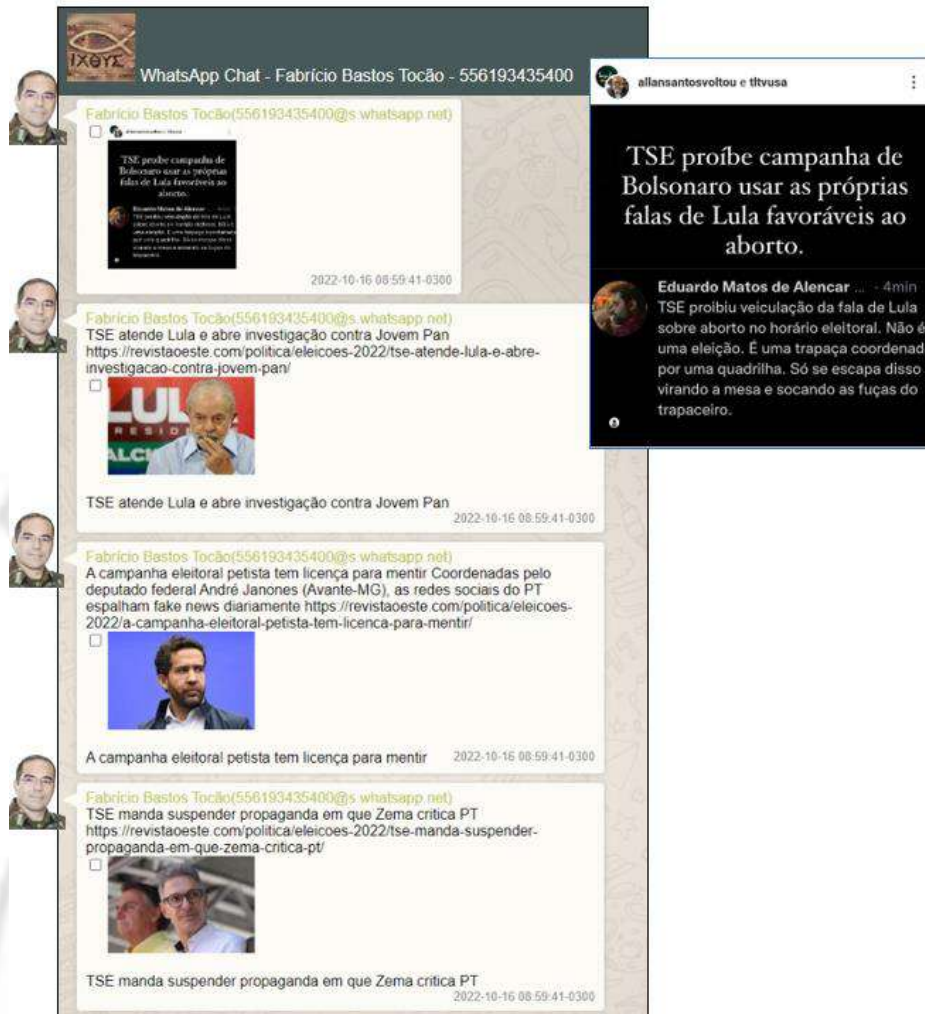 ΙΧΘΥΣ
WhatsApp Chat - Fabrício Bastos Tocão - 556193435400
Fabrício Bastos Tocão(556193435400@s.whatsapp.net)
TSE proíbe campanha de
Bolsonaro usar as próprias
falas de Lula favoráveis ao
aborto.
Eduardo Matos de Alencar
2022-10-16 08:59:41-0300
Fabrício Bastos Tocão(556193435400@s.whatsapp.net)
TSE atende Lula e abre investigação contra Jovem Pan
https://revistaoeste.com/politica/eleicoes-2022/tse-atende-lula-e-abre-
investigacao-contra-jovem-pan/
LUL
RESID
ALC
TSE atende Lula e abre investigação contra Jovem Pan
2022-10-16 08:59:41-0300
Fabrício Bastos Tocão(556193435400@s.whatsapp.net)
A campanha eleitoral petista tem licença para mentir Coordenadas pelo
deputado federal André Janones (Avante-MG), as redes sociais do PT
espalham fake news diariamente https://revistaoeste.com/politica/eleicoes-
2022/a-campanha-eleitoral-petista-tem-licenca-para-mentir/
A campanha eleitoral petista tem licença para mentir
2022-10-16 08:59:41-0300
Fabrício Bastos Tocão(556193435400@s.whatsapp.net)
TSE manda suspender propaganda em que Zema critica PT
https://revistaoeste.com/politica/eleicoes-2022/tse-manda-suspender-
propaganda-em-que-zema-critica-pt/
TSE manda suspender propaganda em que Zema critica PT
2022-10-16 08:59:41-0300
allansantosvoltou e tltvusa
TSE proíbe campanha de
Bolsonaro usar as próprias
falas de Lula favoráveis ao
aborto.
Eduardo Matos de Alencar ... · 4min
TSE proibiu veiculação da fala de Lula
sobre aborto no horário eleitoral. Não é
uma eleição. É uma trapaça coordenad
por uma quadrilha. Só se escapa disso
virando a mesa e socando as fuças do
trapaceiro.